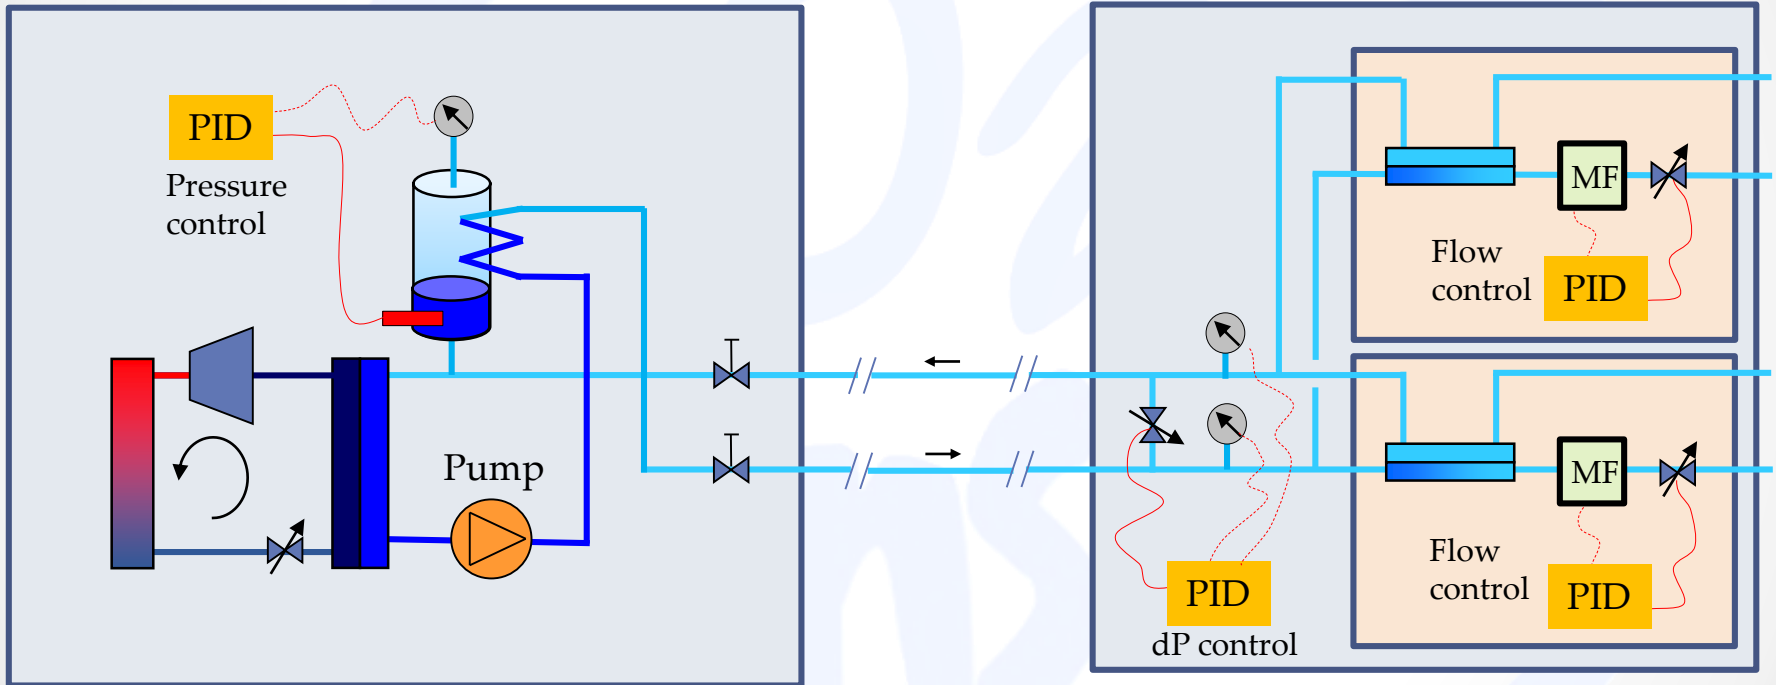 PID
Pressure
control
Pump
MF
Flow
control
PID
MF
Flow
control
PID
PID
dP control